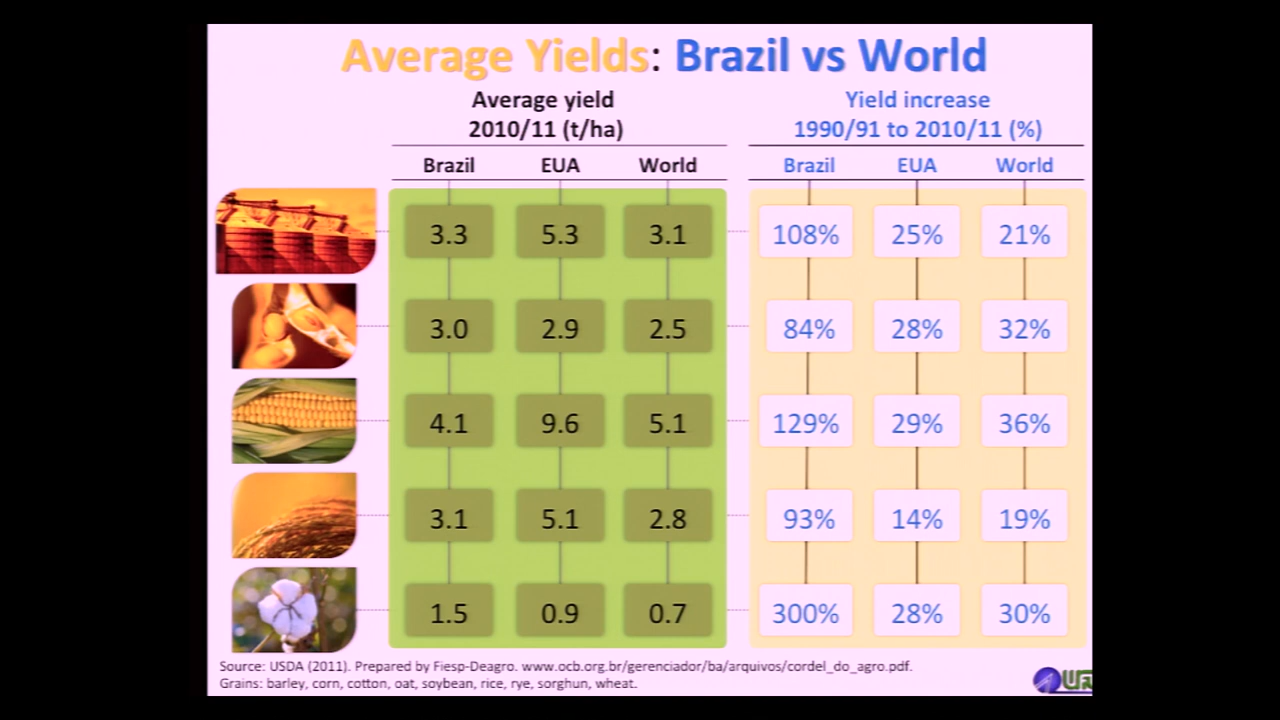 Average Yields: Brazil vs World
Average yield
2010/11 (t/ha)
Yield increase
1990/91 to 2010/11 (%)
Brazil EUA World Brazil EUA World
3.3 5.3 3.1 108% 25% 21%
3.0 2.9 2.5 84% 28% 32%
4.1 9.6 5.1 129% 29% 36%
3.1 5.1 2.8 93% 14% 19%
1.5 0.9 0.7 300% 28% 30%
Source: USDA (2011). Prepared by Fiesp-Deagro. www.ocb.org.br/gerenciador/ba/arquivos/cordel_do_agro.pdf.
Grains: barley, corn, cotton, oat, soybean, rice, rye, sorghun, wheat.